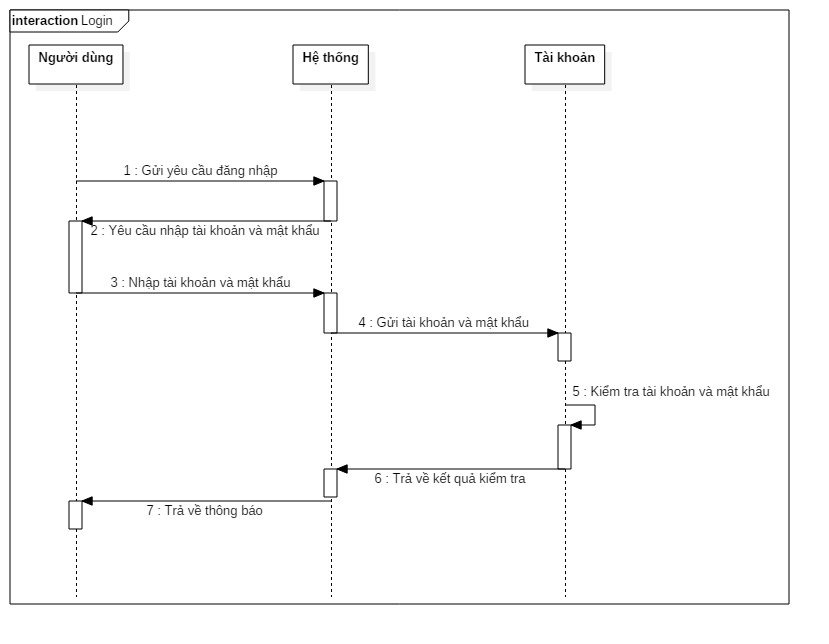 interaction Login
Người dùng
Hệ thống
Tài khoản
1 : Gửi yêu cầu đăng nhập
2 : Yêu cầu nhập tài khoản và mật khẩu
3 : Nhập tài khoản và mật khẩu
4 : Gửi tài khoản và mật khẩu
5 : Kiểm tra tài khoản và mật khẩu
6 : Trả về kết quả kiểm tra
7 : Trả về thông báo